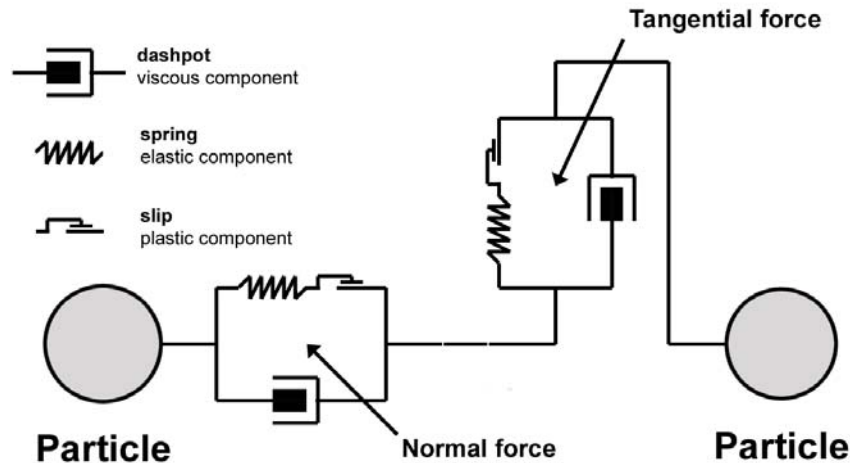 Tangential force
dashpot
viscous component
spring
elastic component
slip
plastic component
Particle
Normal force
Particle